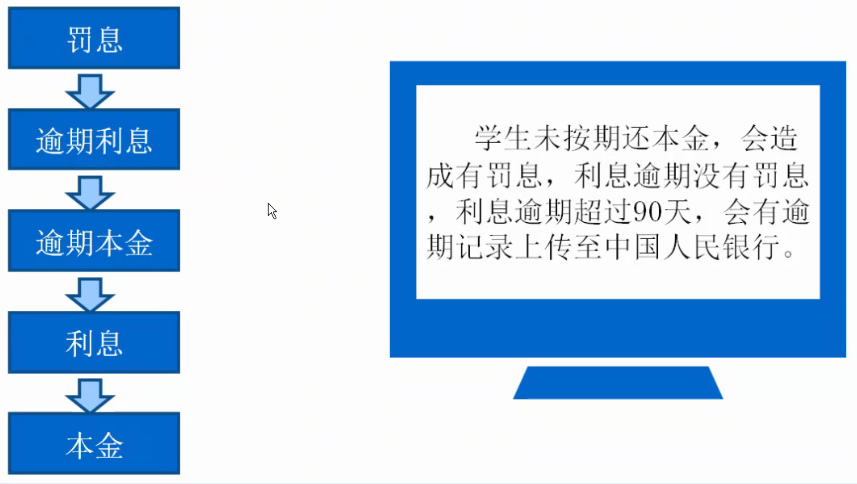 罚息
逾期利息
逾期本金
利息
本金
学生未按期还本金，会造
成有罚息，利息逾期没有罚息
，利息逾期超过90天，会有逾
期记录上传至中国人民银行。